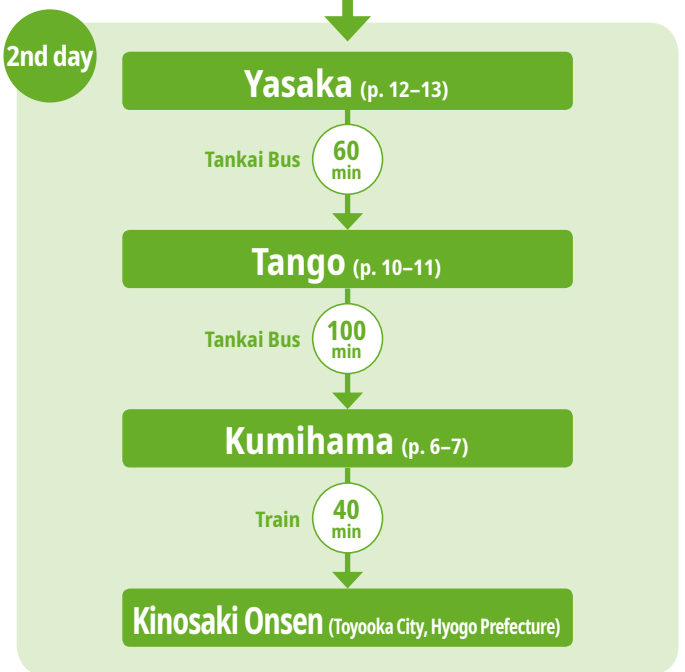 2nd day
Yasaka (p. 12–13)
Tankai Bus
60
min
Tango (p. 10–11)
Tankai Bus
100
min
Kumihama (p. 6–7)
Train
40
min
Kinosaki Onsen (Toyooka City, Hyogo Prefecture)